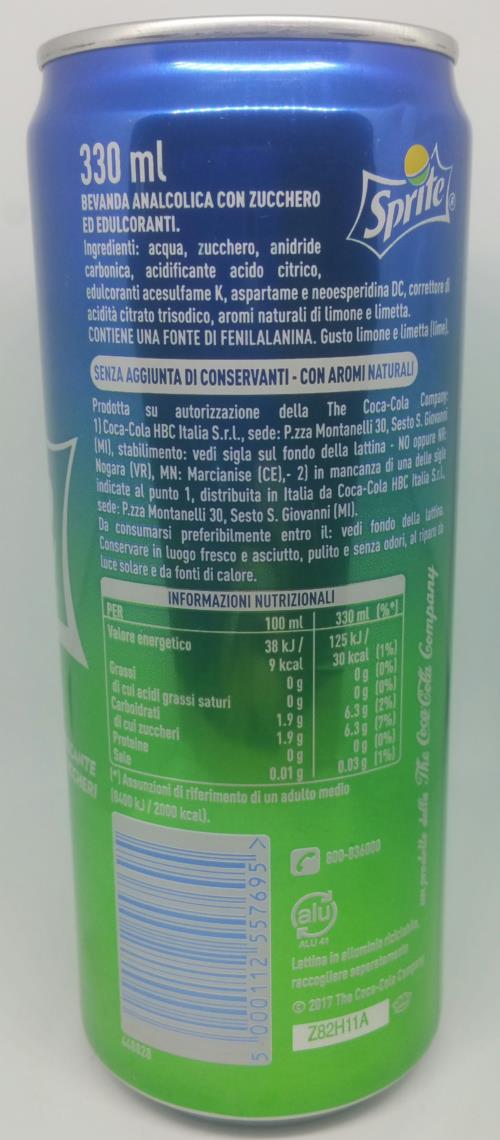 330 ml
BEVANDA ANALCOLICA CON ZUCCHERO
ED EDULCORANTI.
Sprite®
Ingredienti: acqua, zucchero, anidride
carbonica, acidificante acido citrico,
edulcoranti acesulfame K, aspartame e neoesperidina DC, correttore di
acidità citrato trisodico, aromi naturali di limone e limetta.
CONTIENE UNA FONTE DI FENILALANINA. Gusto limone e limetta (lime).
SENZA AGGIUNTA DI CONSERVANTI - CON AROMI NATURALI
Prodotta su autorizzazione della The Coca-Cola Company:
1) Coca-Cola HBC Italia S.r.l., sede: P.zza Montanelli 30, Sesto S. Giovanni
(MI), stabilimento: vedi sigla sul fondo della lattina - NO oppure NR:
Nogara (VR), MN: Marcianise (CE),- 2) in mancanza di una delle sigle
indicate al punto 1, distribuita in Italia da Coca-Cola HBC Italia S.r.l.,
sede: P.zza Montanelli 30, Sesto S. Giovanni (MI).
Da consumarsi preferibilmente entro il: vedi fondo della lattina.
Conservare in luogo fresco e asciutto, pulito e senza odori, al riparo da
luce solare e da fonti di calore.
INFORMAZIONI NUTRIZIONALI
PER 100 ml 330 ml (%*)
Valore energetico 38 kJ / 125 kJ /
9 kcal 30 kcal (1%)
Grassi 0 g 0 g (0%)
di cui acidi grassi saturi 0 g 0 g (0%)
Carboidrati 1.9 g 6.3 g (2%)
di cui zuccheri 1.9 g 6.3 g (7%)
Proteine 0 g 0 g (0%)
Sale 0.01 g 0.03 g (1%)
(*) Assunzioni di riferimento di un adulto medio
(8400 kJ / 2000 kcal).
un prodotto della The Coca-Cola Company
5 000112 557695 >
800-836000
alu
ALU 41
Lattina in alluminio riciclabile,
raccogliere separatamente
© 2017 The Coca-Cola Company
Z82H11A